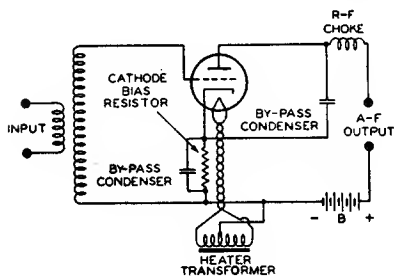 R-F
CHOKE
CATHODE
BIAS
RESISTOR
INPUT
BY-PASS
CONDENSER
A-F
OUTPUT
BY-PASS
CONDENSER
- B +
HEATER
TRANSFORMER